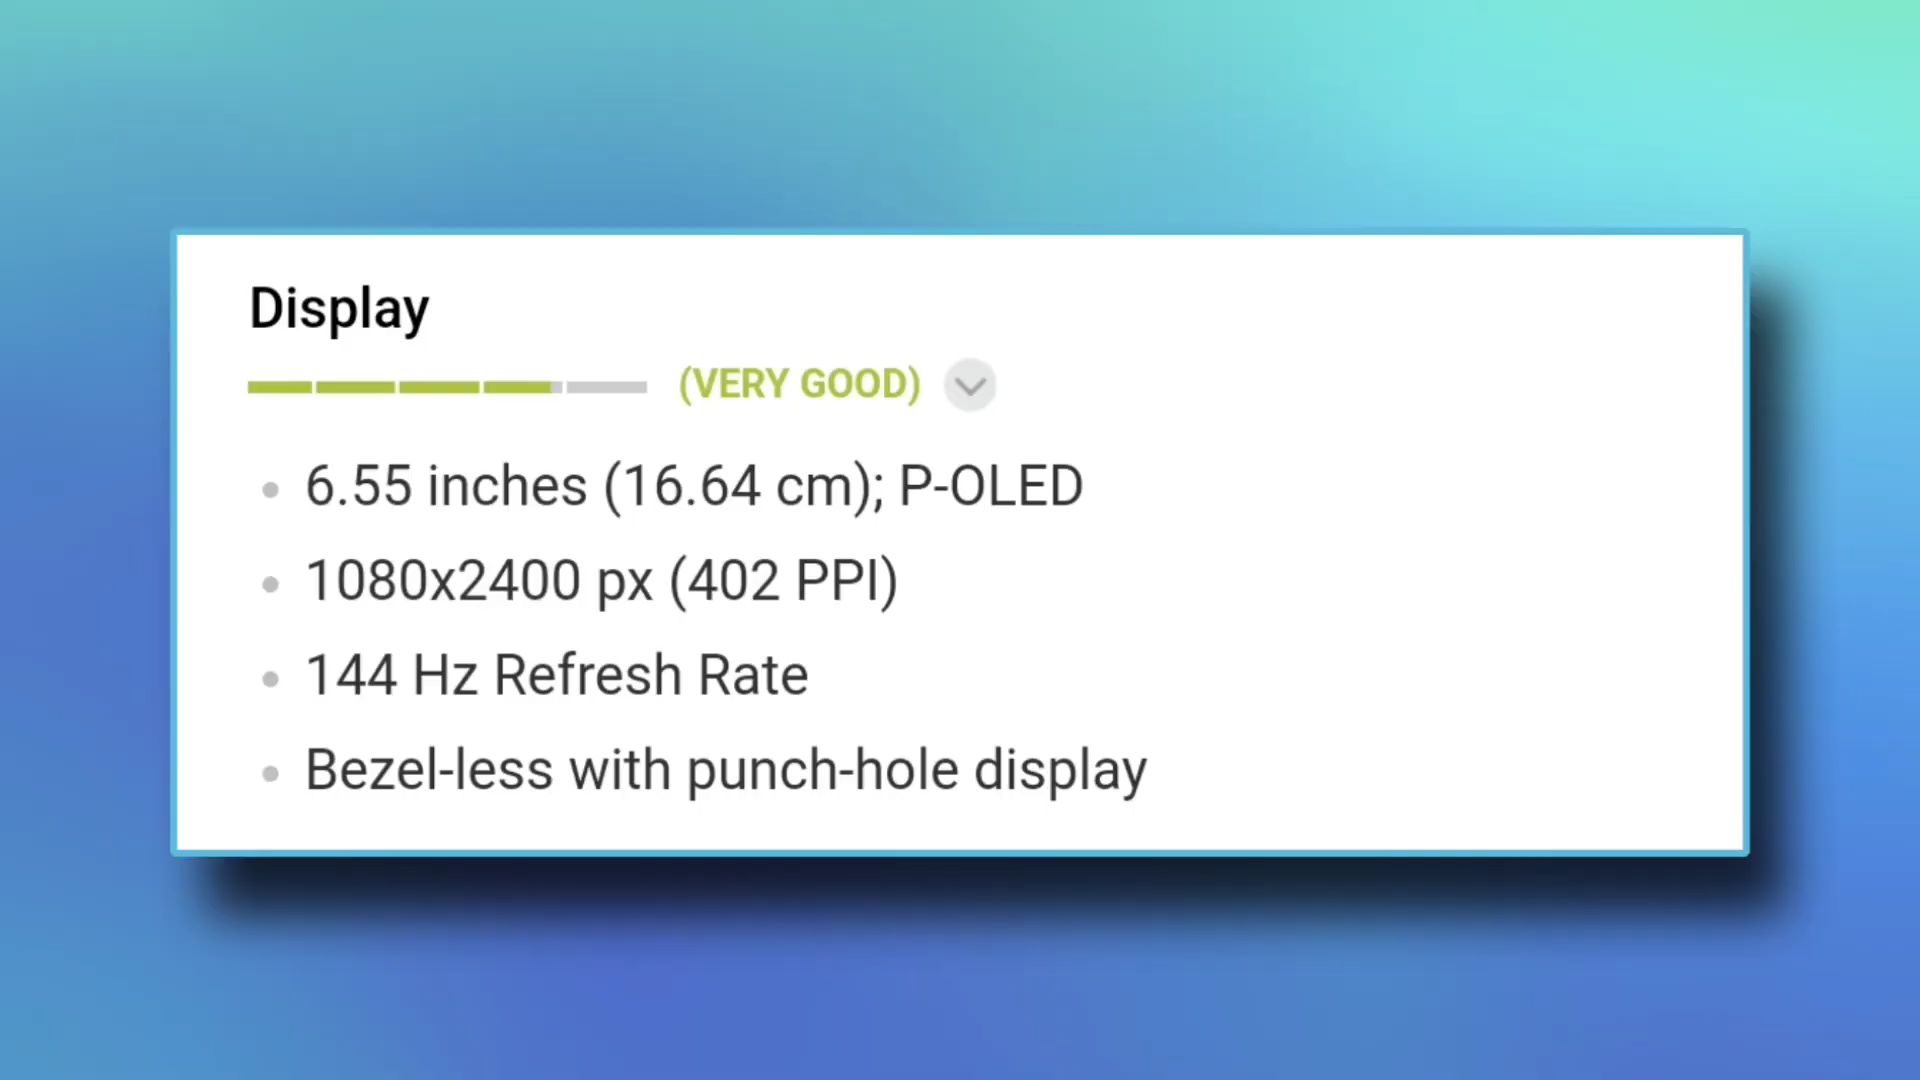 Display
(VERY GOOD)
6.55 inches (16.64 cm); P-OLED
1080x2400 px (402 PPI)
144 Hz Refresh Rate
Bezel-less with punch-hole display